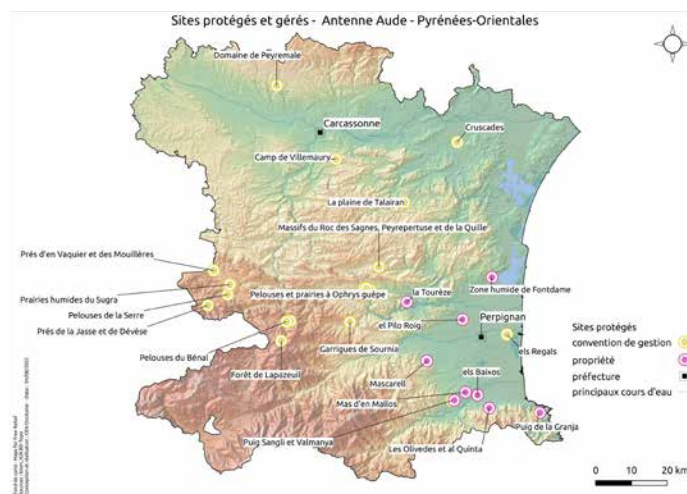 Sites protégés et gérés - Antenne Aude - Pyrénées-Orientales
Domaine de Peyremale
Carcassonne
Cruscades
Camp de Villemaury
La plaine de Talairan
Massifs du Roc des Sagnes, Peyrepertuse et de la Quille
Prés d'en Vaquier et des Mouillères
Prairies humides du Sugra
Pelouses de la Serre
Prés de la Jasse et de Dévèse
Pelouses et prairies à Ophrys guêpe
la Tourèze
Zone humide de Fontdame
el Pilo Roig
Perpignan
els Regals
Pelouses du Bénal
Garrigues de Sournia
Forêt de Lapazeuil
Mascarell
els Baixos
Mas d'en Mallos
Puig Sangli et Valmanya
Les Olivedes et al Quinta
Puig de la Granja
Sites protégés
convention de gestion
propriété
préfecture
principaux cours d'eau
0 10 20 km